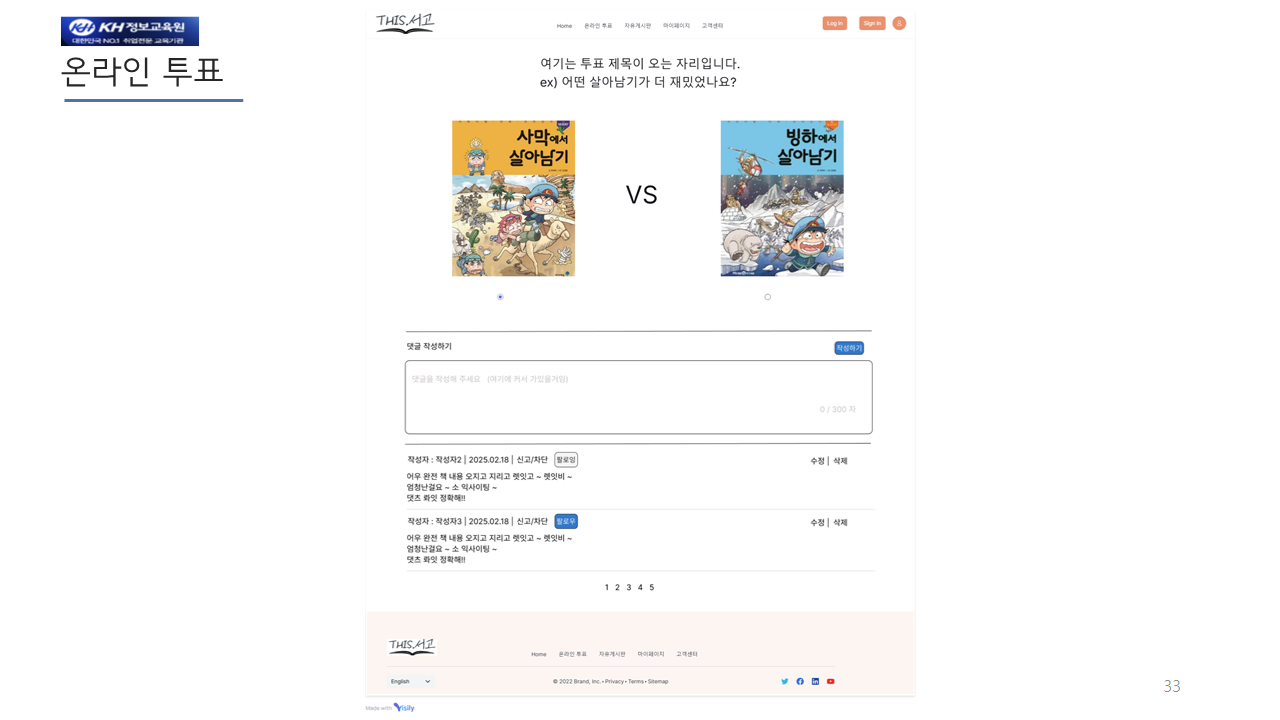 KH정보교육원
대한민국 NO.1 취업전문 교육기관
온라인 투표
THIS.서고
Home 온라인 투표 자유게시판 마이페이지 고객센터
Log in Sign in
여기는 투표 제목이 오는 자리입니다.
ex) 어떤 살아남기가 더 재밌었나요?
사막에서
살아남기
VS
빙하에서
살아남기
댓글 작성하기
작성하기
댓글을 작성해 주세요 (여기에 커서 가있을거임)
0 / 300 자
작성자 : 작성자2 | 2025.02.18 | 신고/차단 팔로잉 수정 | 삭제
어우 완전 책 내용 오지고 지리고 렛잇고 ~ 렛잇비 ~
엄청난걸요 ~ 소 익사이팅 ~
댓츠 롸잇 정확해!!
작성자 : 작성자3 | 2025.02.18 | 신고/차단 팔로우 수정 | 삭제
어우 완전 책 내용 오지고 지리고 렛잇고 ~ 렛잇비 ~
엄청난걸요 ~ 소 익사이팅 ~
댓츠 롸잇 정확해!!
1 2 3 4 5
THIS.서고
Home 온라인 투표 자유게시판 마이페이지 고객센터
English
© 2022 Brand, Inc. • Privacy • Terms • Sitemap
Made with Visily
33